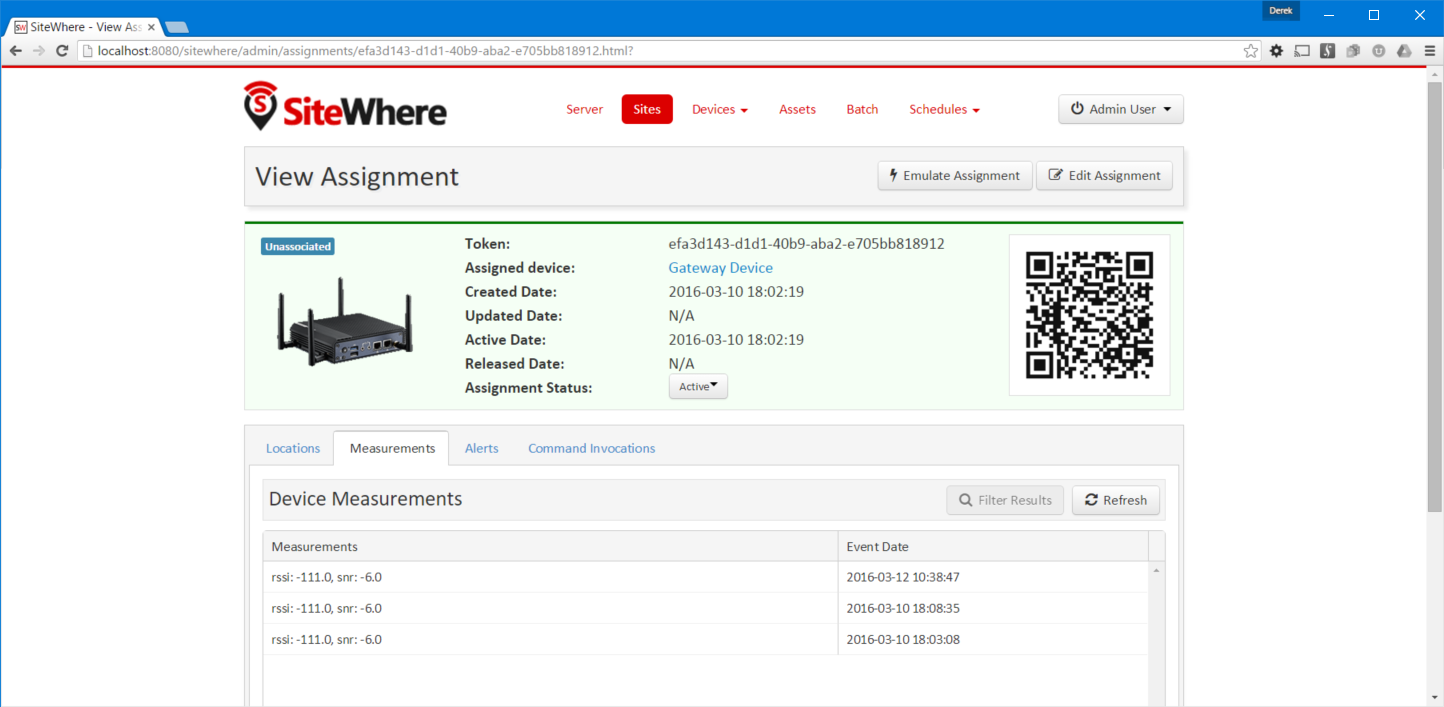 Derek
SW SiteWhere - View Ass
localhost:8080/sitewhere/admin/assignments/efa3d143-d1d1-40b9-aba2-e705bb818912.html?
S SiteWhere
Server Sites Devices Assets Batch Schedules Admin User
View Assignment Emulate Assignment Edit Assignment
Unassociated
Token: efa3d143-d1d1-40b9-aba2-e705bb818912
Assigned device: Gateway Device
Created Date: 2016-03-10 18:02:19
Updated Date: N/A
Active Date: 2016-03-10 18:02:19
Released Date: N/A
Assignment Status: Active
Locations Measurements Alerts Command Invocations
Device Measurements Filter Results Refresh
Measurements Event Date
rssi: -111.0, snr: -6.0 2016-03-12 10:38:47
rssi: -111.0, snr: -6.0 2016-03-10 18:08:35
rssi: -111.0, snr: -6.0 2016-03-10 18:03:08